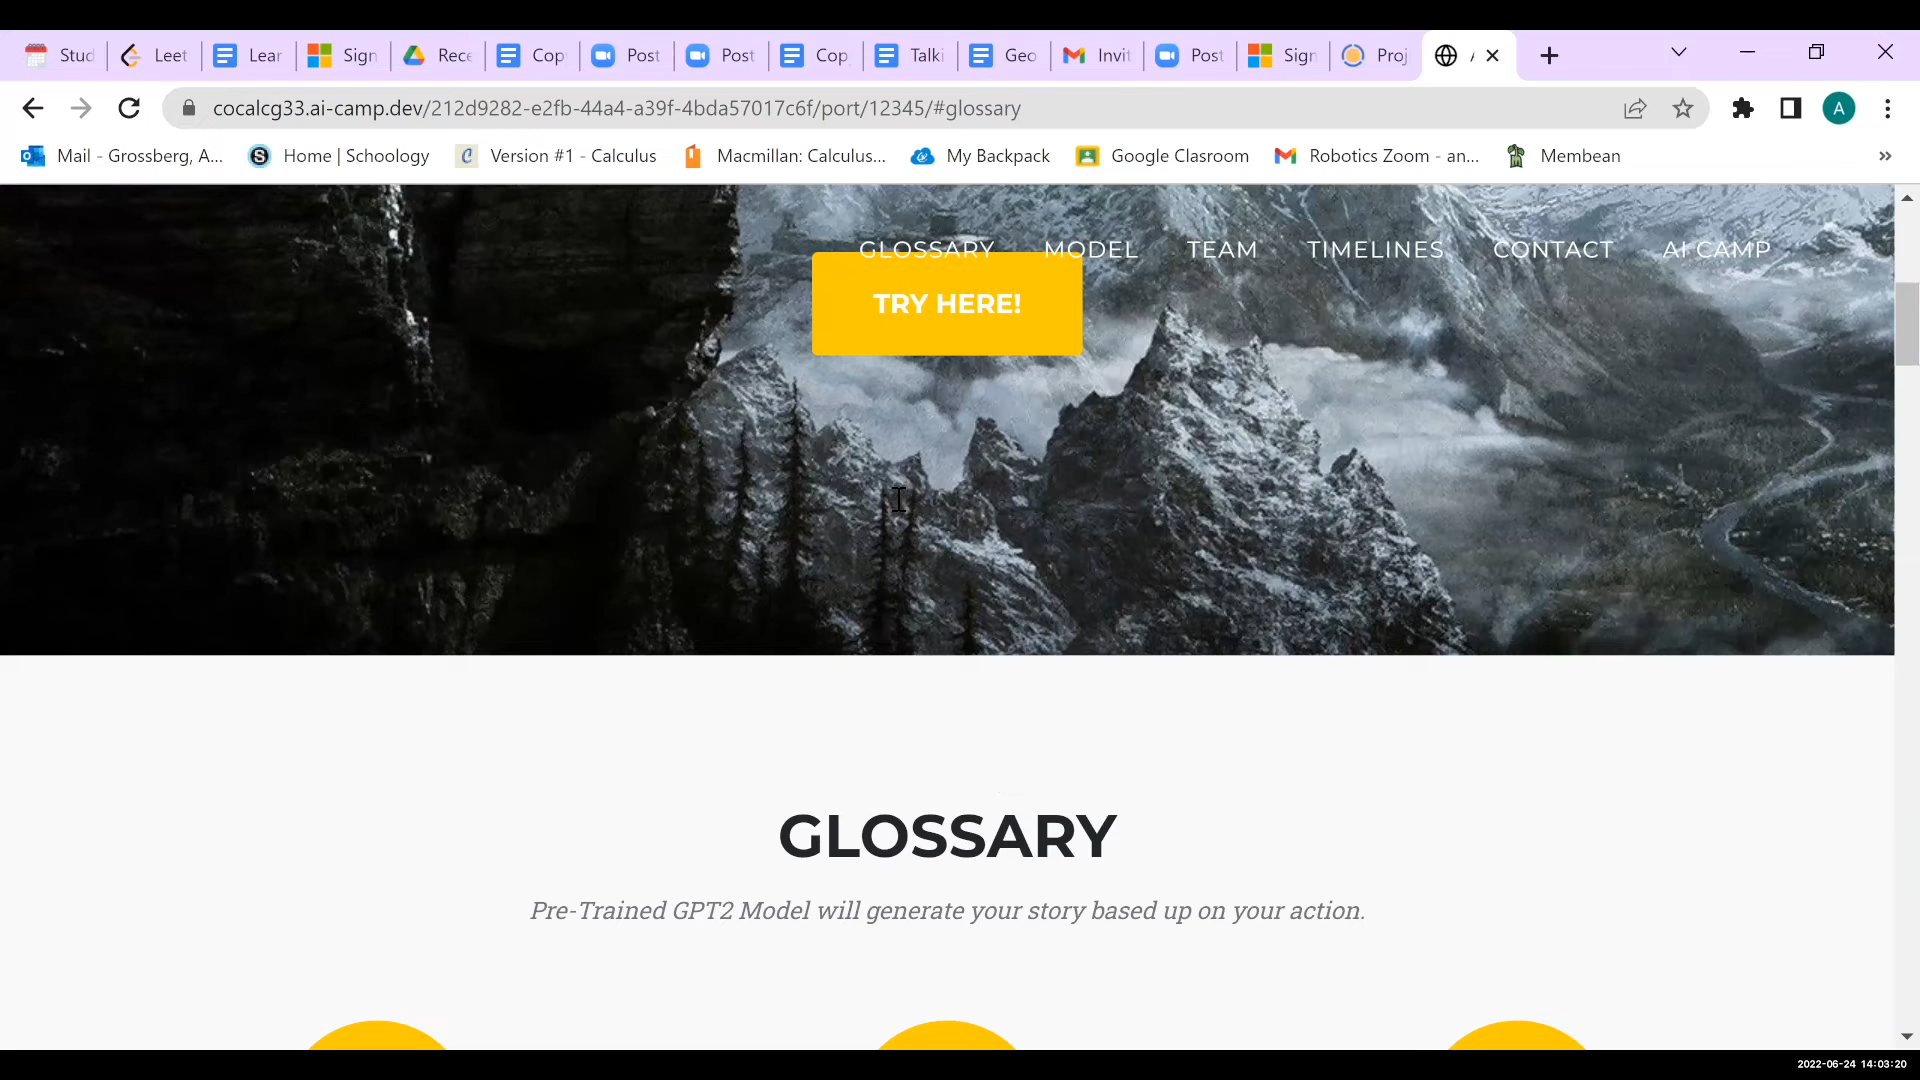 Stud
Leet
Lear
Sign
Rece
Cop
Post
Post
Cop
Talki
Geo
Invit
Post
Sign
Proj
cocalcg33.ai-camp.dev/212d9282-e2fb-44a4-a39f-4bda57017c6f/port/12345/#glossary
A
Mail - Grossberg, A...
Home | Schoology
Version #1 - Calculus
Macmillan: Calculus...
My Backpack
Google Clasroom
Robotics Zoom - an...
Membean
GLOSSARY MODEL TEAM TIMELINES CONTACT AI CAMP
TRY HERE!
GLOSSARY
Pre-Trained GPT2 Model will generate your story based up on your action.
2022-06-24 14:03:20